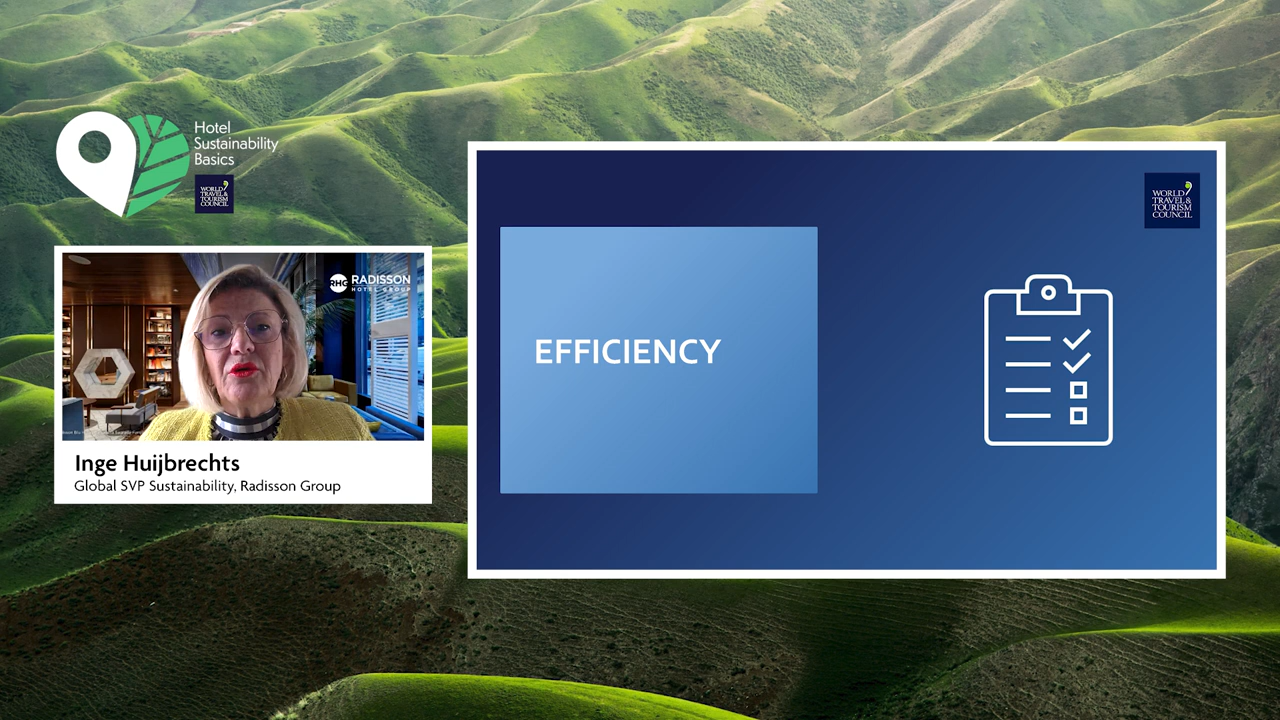 Hotel
Sustainability
Basics
WORLD
TRAVEL &
TOURISM
COUNCIL
RHG RADISSON
HOTEL GROUP
Inge Huijbrechts
Global SVP Sustainability, Radisson Group
WORLD
TRAVEL &
TOURISM
COUNCIL
EFFICIENCY